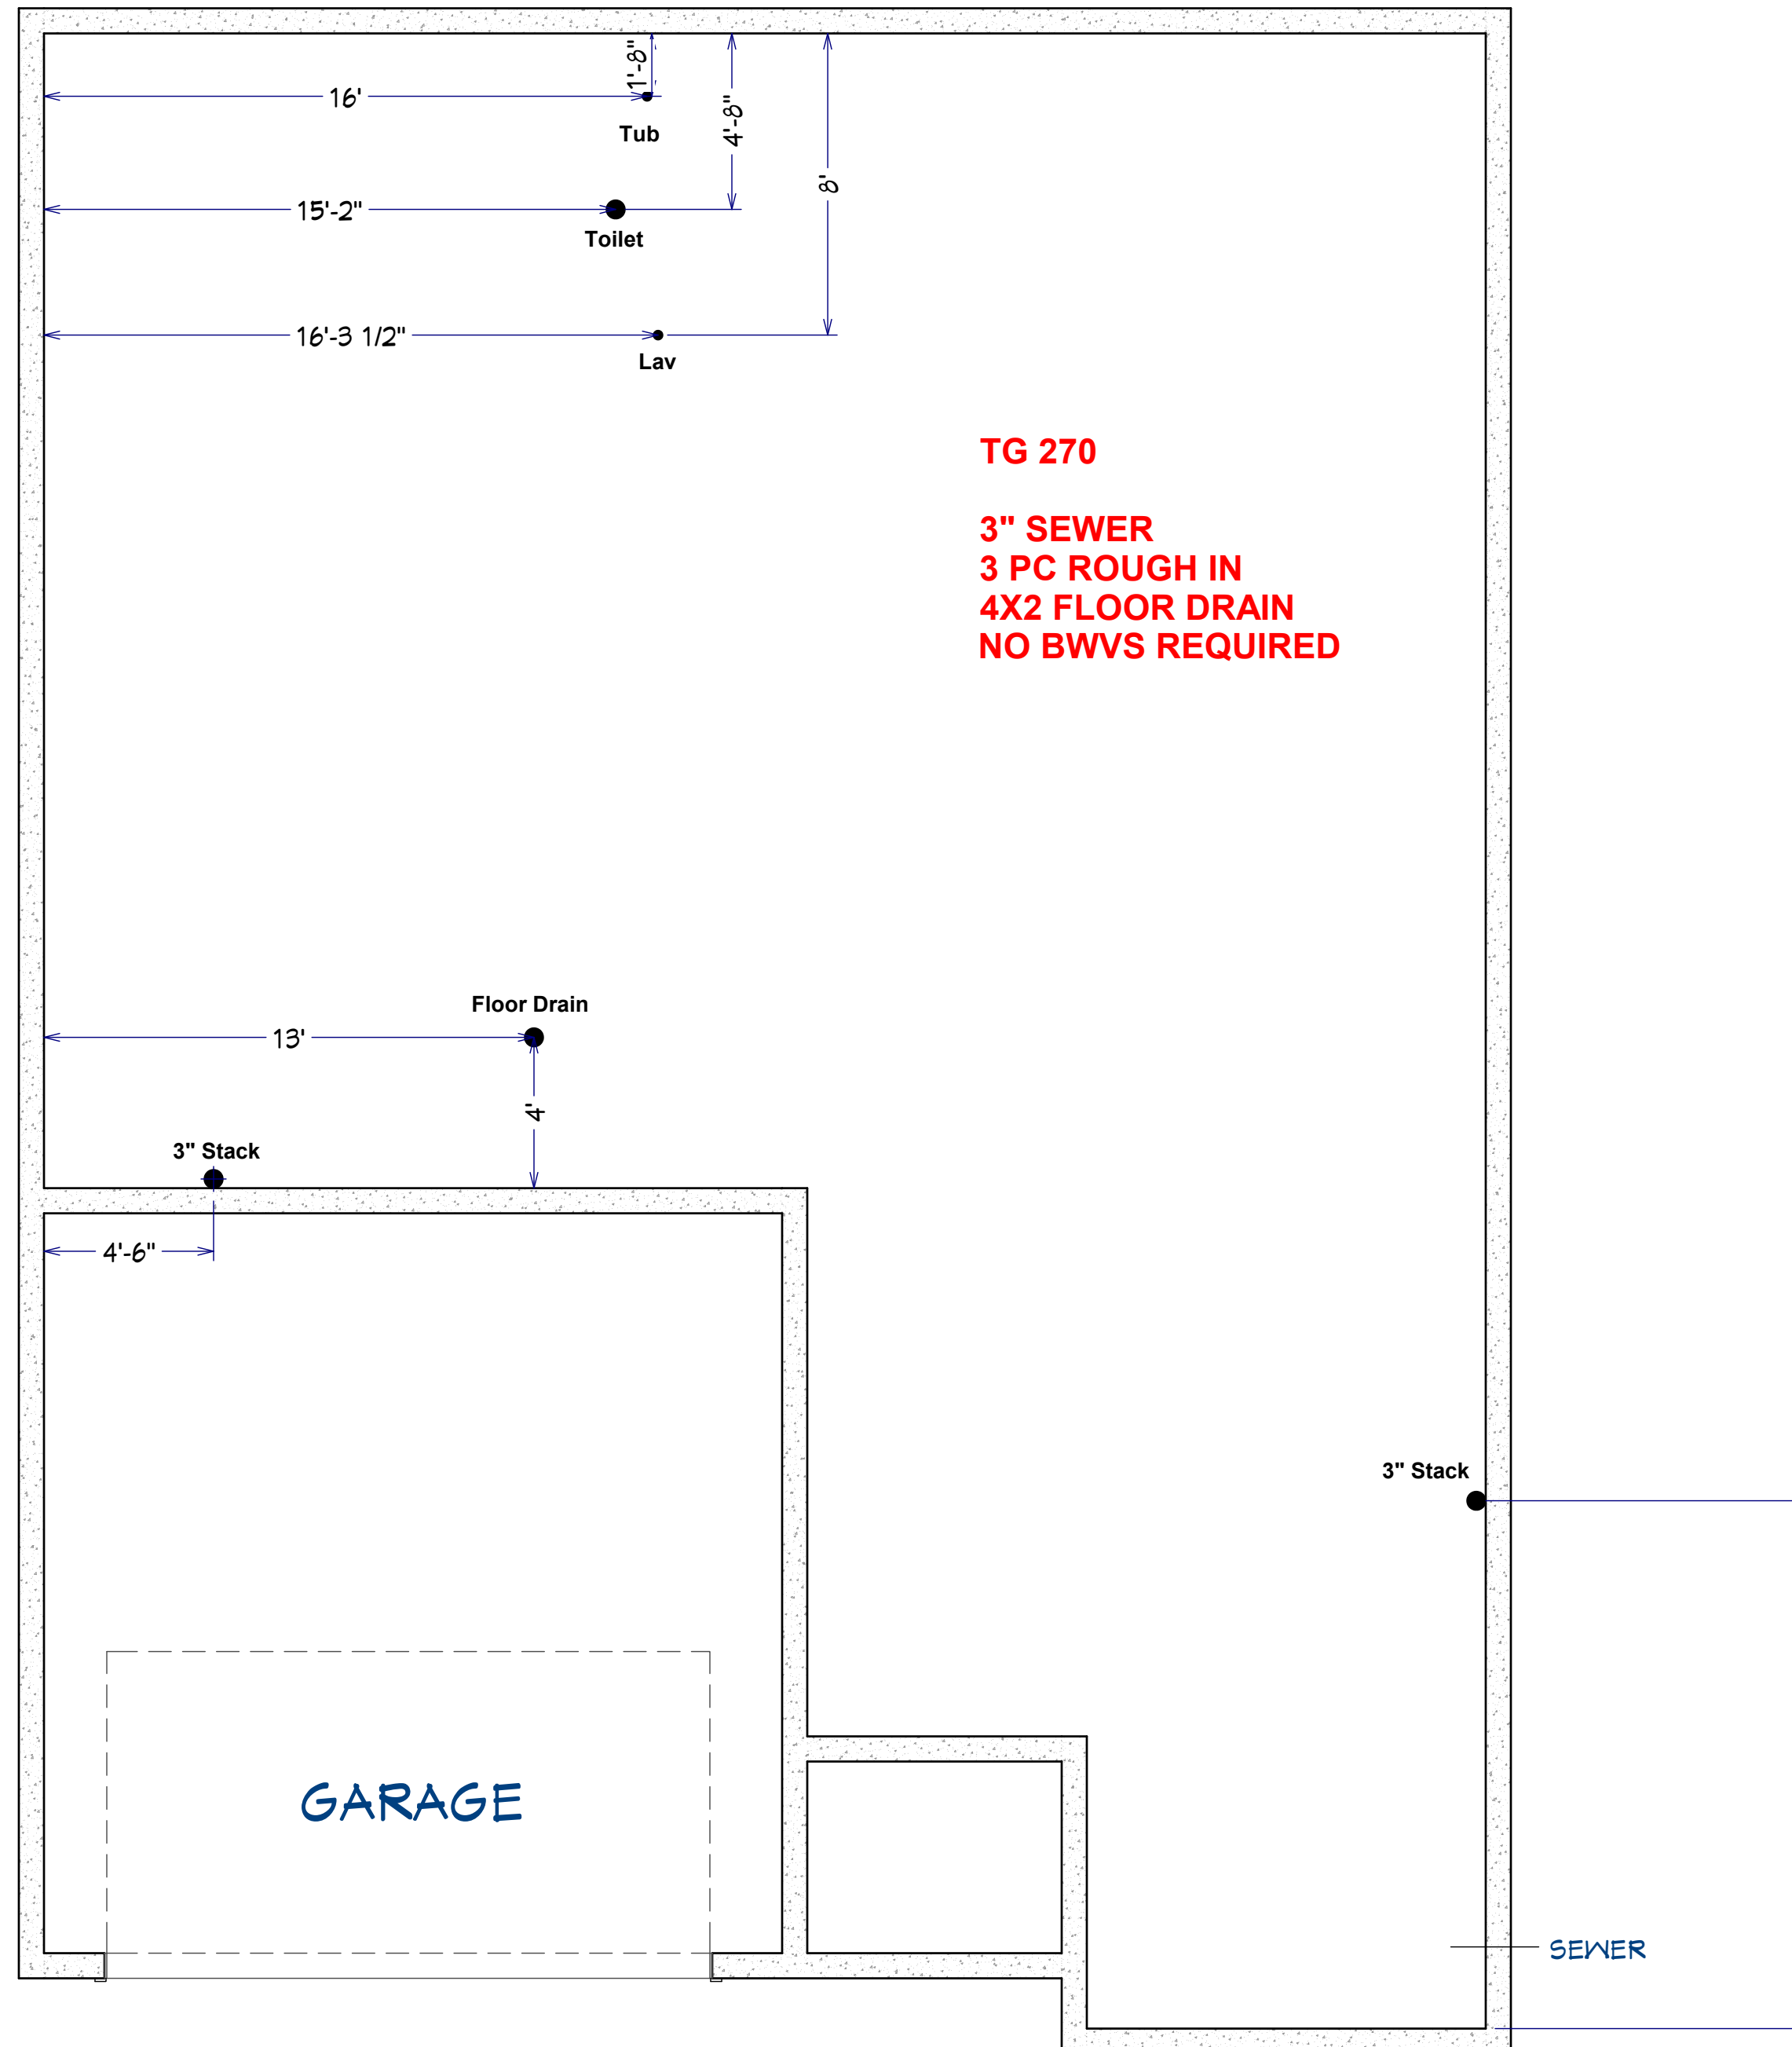 1'-8"
16'
Tub
4'-8"
8'
15'-2"
Toilet
16'-3 1/2"
Lav
TG 270
3" SEWER
3 PC ROUGH IN
4X2 FLOOR DRAIN
NO BWVS REQUIRED
Floor Drain
13'
4'
3" Stack
4'-6"
3" Stack
GARAGE
SEWER